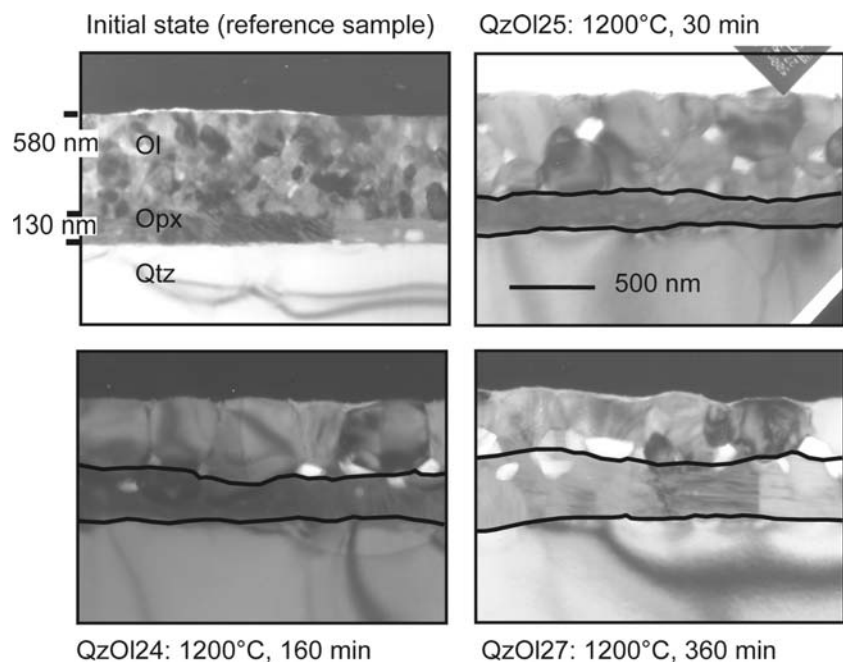 Initial state (reference sample)
QzOl25: 1200°C, 30 min
580 nm
Ol
130 nm
Opx
Qtz
500 nm
QzOl24: 1200°C, 160 min
QzOl27: 1200°C, 360 min